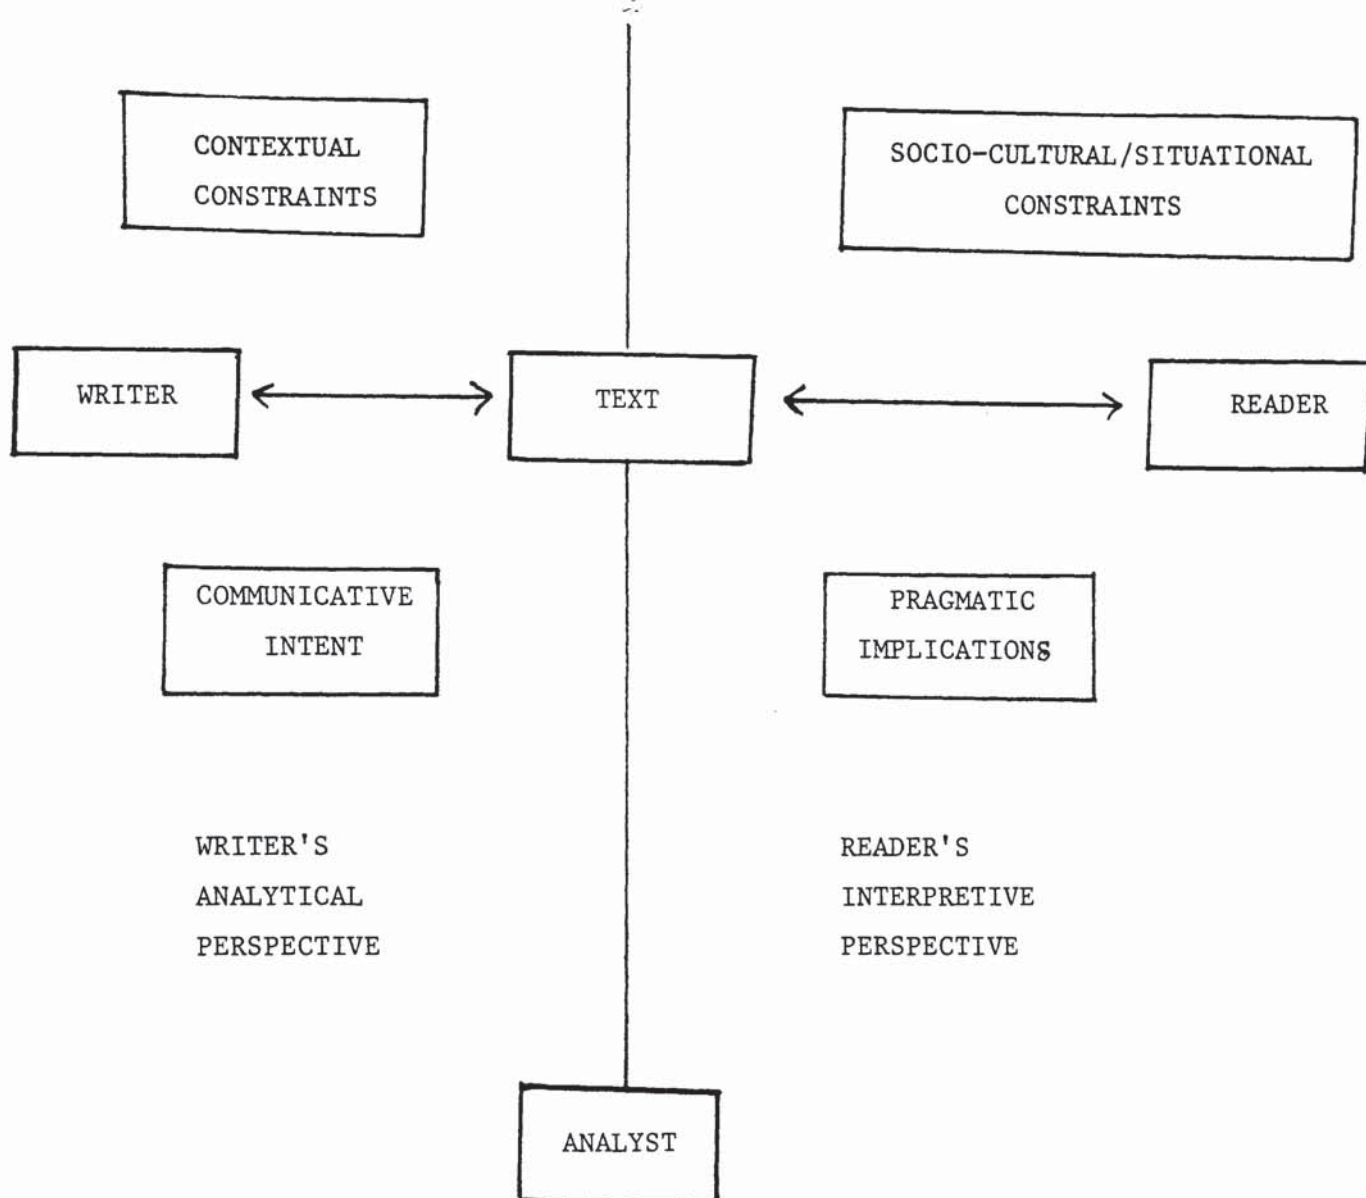 CONTEXTUAL
CONSTRAINTS
SOCIO-CULTURAL/SITUATIONAL
CONSTRAINTS
WRITER
TEXT
READER
COMMUNICATIVE
INTENT
PRAGMATIC
IMPLICATIONS
WRITER'S
ANALYTICAL
PERSPECTIVE
READER'S
INTERPRETIVE
PERSPECTIVE
ANALYST